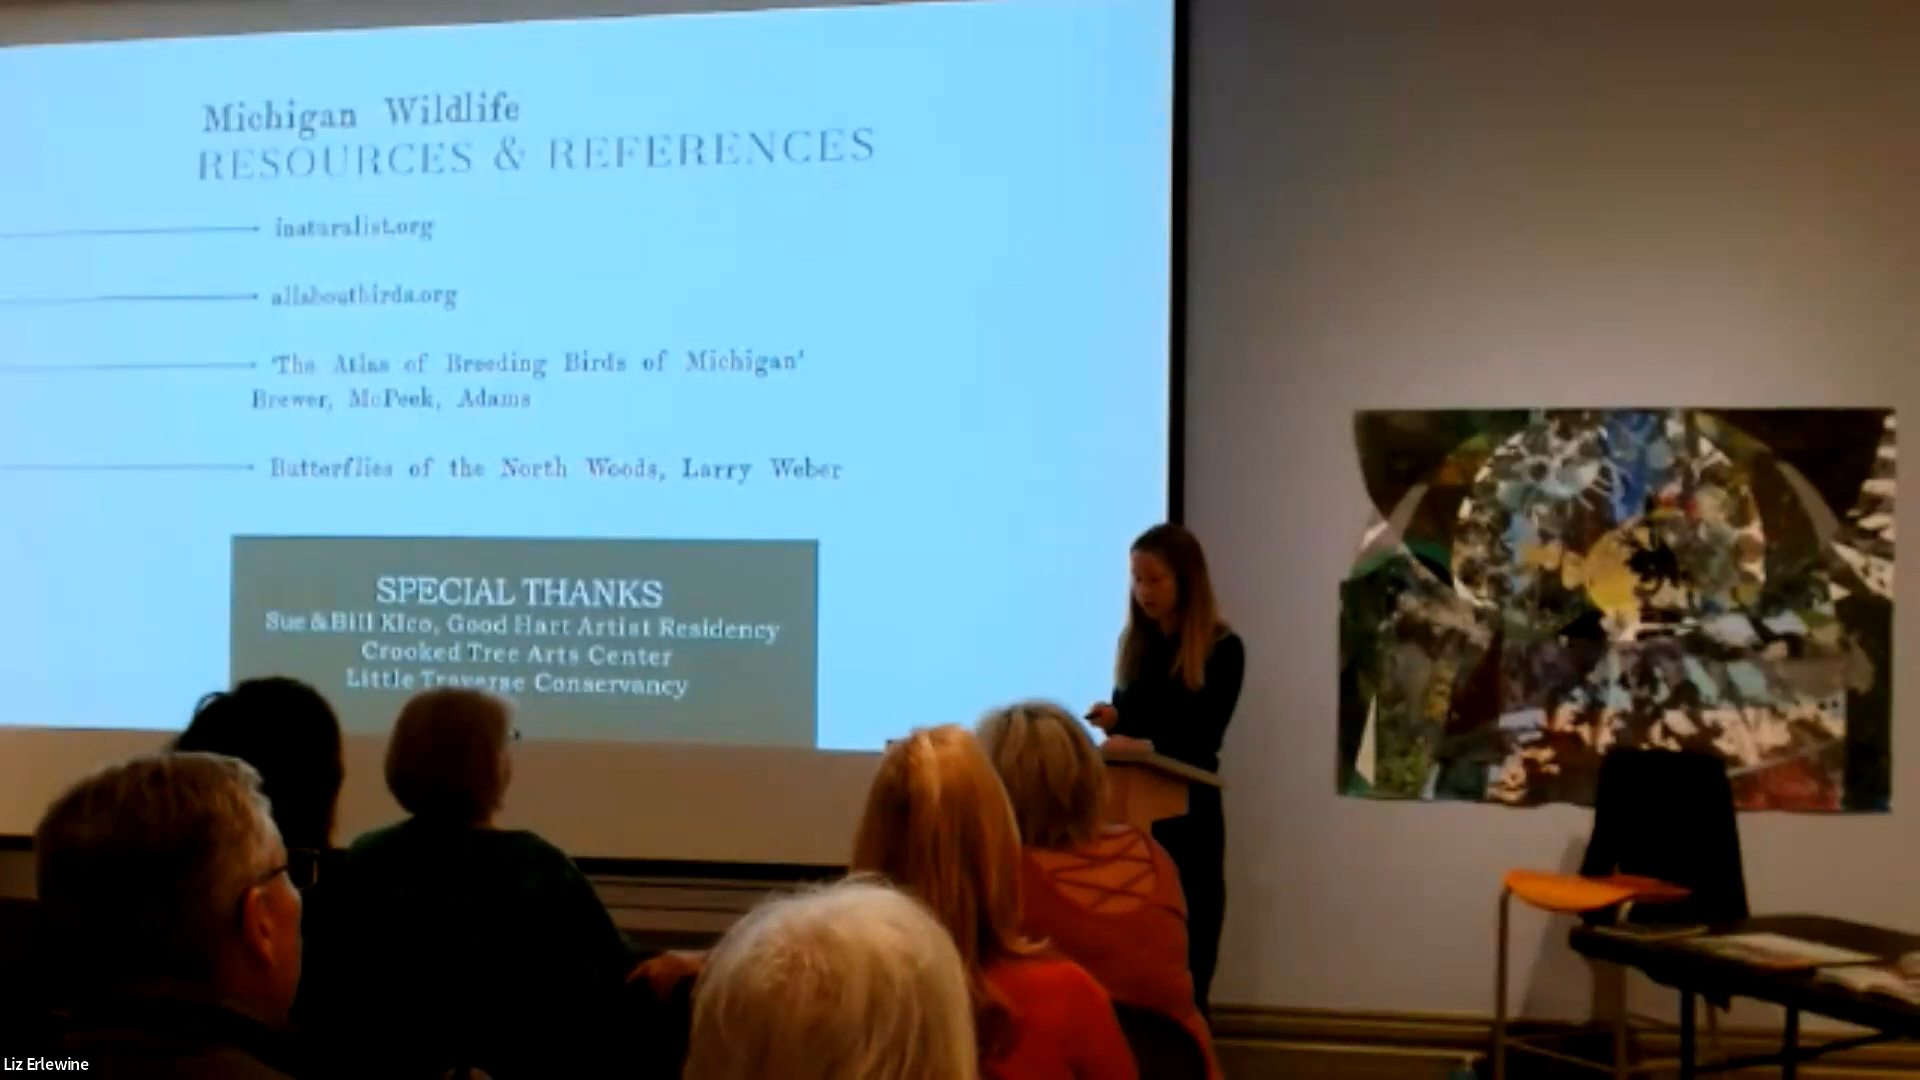 Michigan Wildlife
RESOURCES & REFERENCES
inaturalist.org
allaboutbirds.org
'The Atlas of Breeding Birds of Michigan'
Brewer, McPeek, Adams
Butterflies of the North Woods, Larry Weber
SPECIAL THANKS
Sue & Bill Klco, Good Hart Artist Residency
Crooked Tree Arts Center
Little Traverse Conservancy
Liz Erlewine